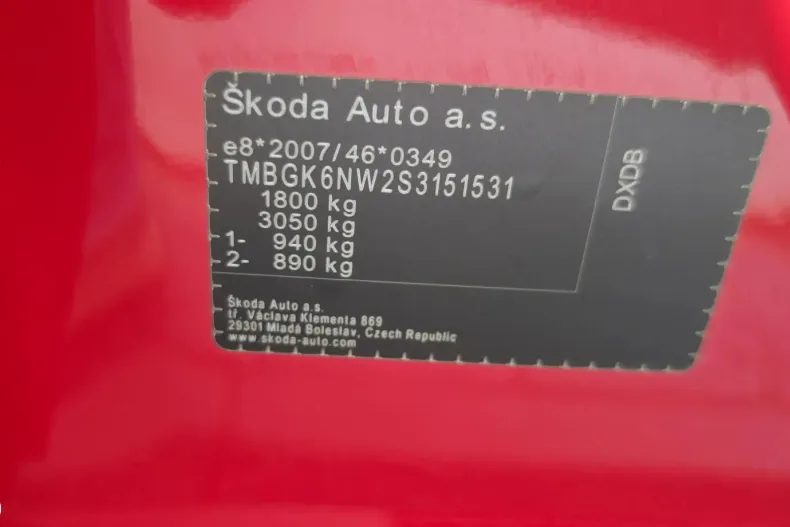 Škoda Auto a.s.
e8*2007/46*0349
TMBGK6NW2S3151531
1800 kg
3050 kg
1- 940 kg
2- 890 kg
DXDB
Škoda Auto a.s.
tř. Václava Klementa 869
29301 Mladá Boleslav, Czech Republic
www.skoda-auto.com